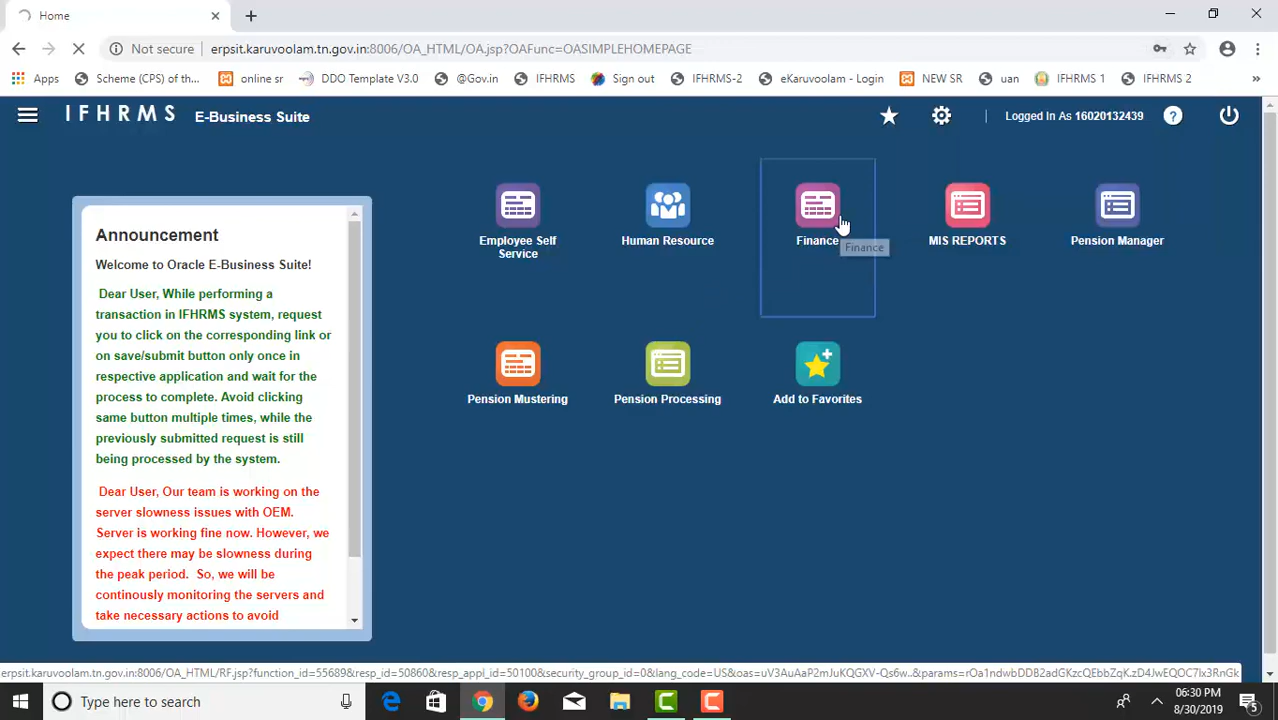 Home
Not secure
erpsit.karuvoolam.tn.gov.in:8006/OA_HTML/OA.jsp?OAFunc=OASIMPLEHOMEPAGE
Apps
Scheme (CPS) of th...
online sr
DDO Template V3.0
@Gov.in
IFHRMS
Sign out
IFHRMS-2
eKaruvoolam - Login
NEW SR
uan
IFHRMS 1
IFHRMS 2
»
IFHRMS
E-Business Suite
Logged In As 16020132439
?
Employee Self
Service
Human Resource
Finance
Finance
MIS REPORTS
Pension Manager
Pension Mustering
Pension Processing
Add to Favorites
Announcement
Welcome to Oracle E-Business Suite!
Dear User, While performing a
transaction in IFHRMS system, request
you to click on the corresponding link or
on save/submit button only once in
respective application and wait for the
process to complete. Avoid clicking
same button multiple times, while the
previously submitted request is still
being processed by the system.
Dear User, Our team is working on the
server slowness issues with OEM.
Server is working fine now. However, we
expect there may be slowness during
the peak period. So, we will be
continously monitoring the servers and
take necessary actions to avoid
Type here to search
06:30 PM
8/30/2019
5